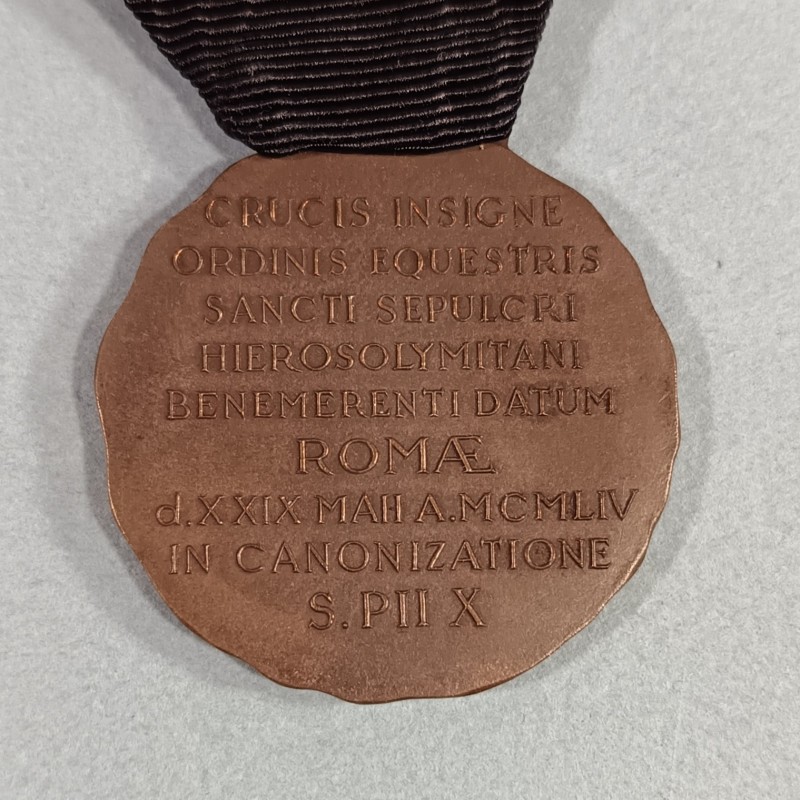 CRUCIS INSIGNE
ORDINIS EQUESTRIS
SANCTI SEPULCRI
HIEROSOLYMITANI
BENEMERENTI DATUM
ROMÆ
d.XXIX MAII A.MCMLIV
IN CANONIZATIONE
S.PII X